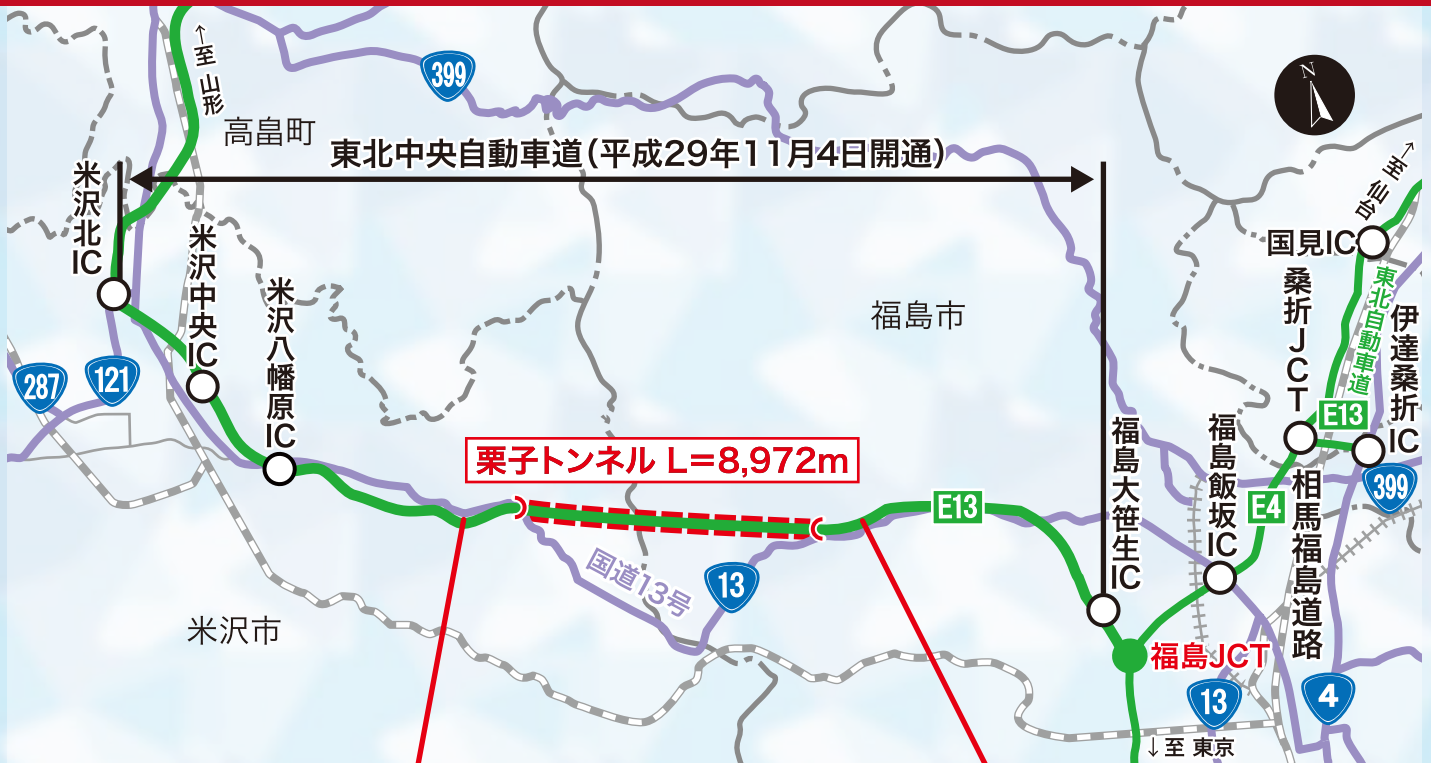 ←至 山形
399
N
高畠町
東北中央自動車道（平成29年11月4日開通）
米沢北IC
米沢中央IC
米沢八幡原IC
287
121
福島市
→至 仙台
国見IC
桑折JCT
東北自動車道
伊達桑折IC
E13
栗子トンネル L=8,972m
E13
福島大笹生IC
福島飯坂IC
E4
相馬福島道路
399
国道13号
13
米沢市
福島JCT
13
4
↓至 東京